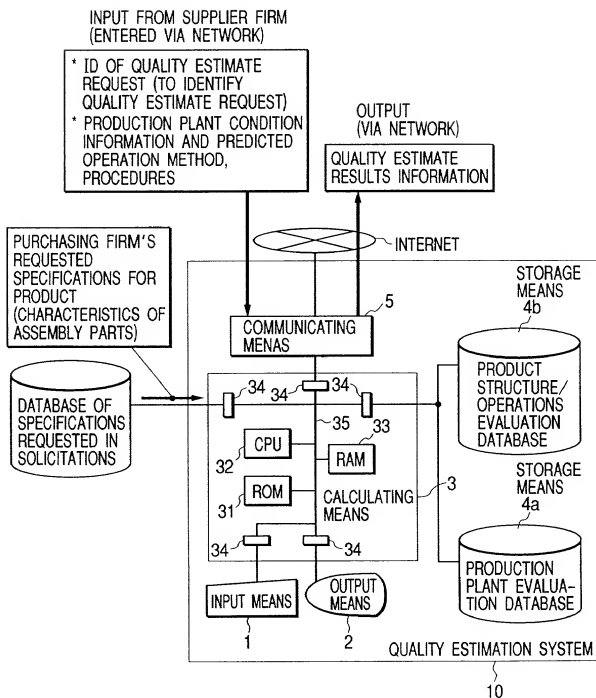 INPUT FROM SUPPLIER FIRM
(ENTERED VIA NETWORK)
* ID OF QUALITY ESTIMATE
REQUEST (TO IDENTIFY
QUALITY ESTIMATE REQUEST)
* PRODUCTION PLANT CONDITION
INFORMATION AND PREDICTED
OPERATION METHOD,
PROCEDURES
OUTPUT
(VIA NETWORK)
QUALITY ESTIMATE
RESULTS INFORMATION
INTERNET
PURCHASING FIRM'S
REQUESTED
SPECIFICATIONS FOR
PRODUCT
(CHARACTERISTICS OF
ASSEMBLY PARTS)
5
COMMUNICATING
MENAS
STORAGE
MEANS
4b
PRODUCT
STRUCTURE/
OPERATIONS
EVALUATION
DATABASE
DATABASE OF
SPECIFICATIONS
REQUESTED IN
SOLICITATIONS
34
34
34
35
33
CPU
32
RAM
ROM
31
CALCULATING
MEANS
3
STORAGE
MEANS
4a
PRODUCTION
PLANT EVALUA-
TION DATABASE
34
34
INPUT MEANS
1
OUTPUT
MEANS
2
QUALITY ESTIMATION SYSTEM
10